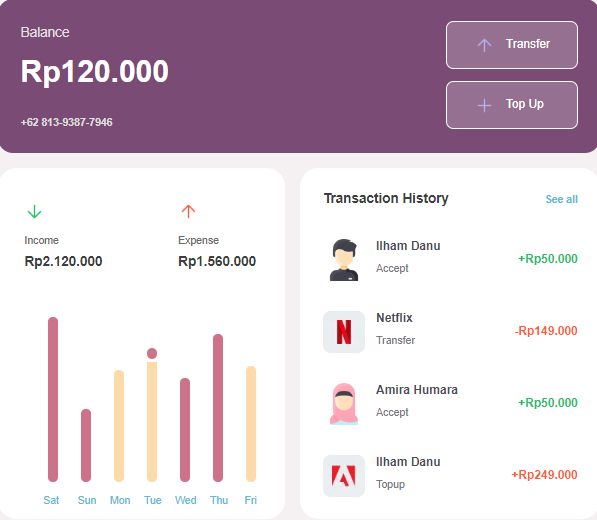 Balance
Rp120.000
+62 813-9387-7946
Transfer
Top Up
Income
Rp2.120.000
Expense
Rp1.560.000
Sat Sun Mon Tue Wed Thu Fri
Transaction History
See all
Ilham Danu
Accept
+Rp50.000
Netflix
Transfer
-Rp149.000
Amira Humara
Accept
+Rp50.000
Ilham Danu
Topup
+Rp249.000